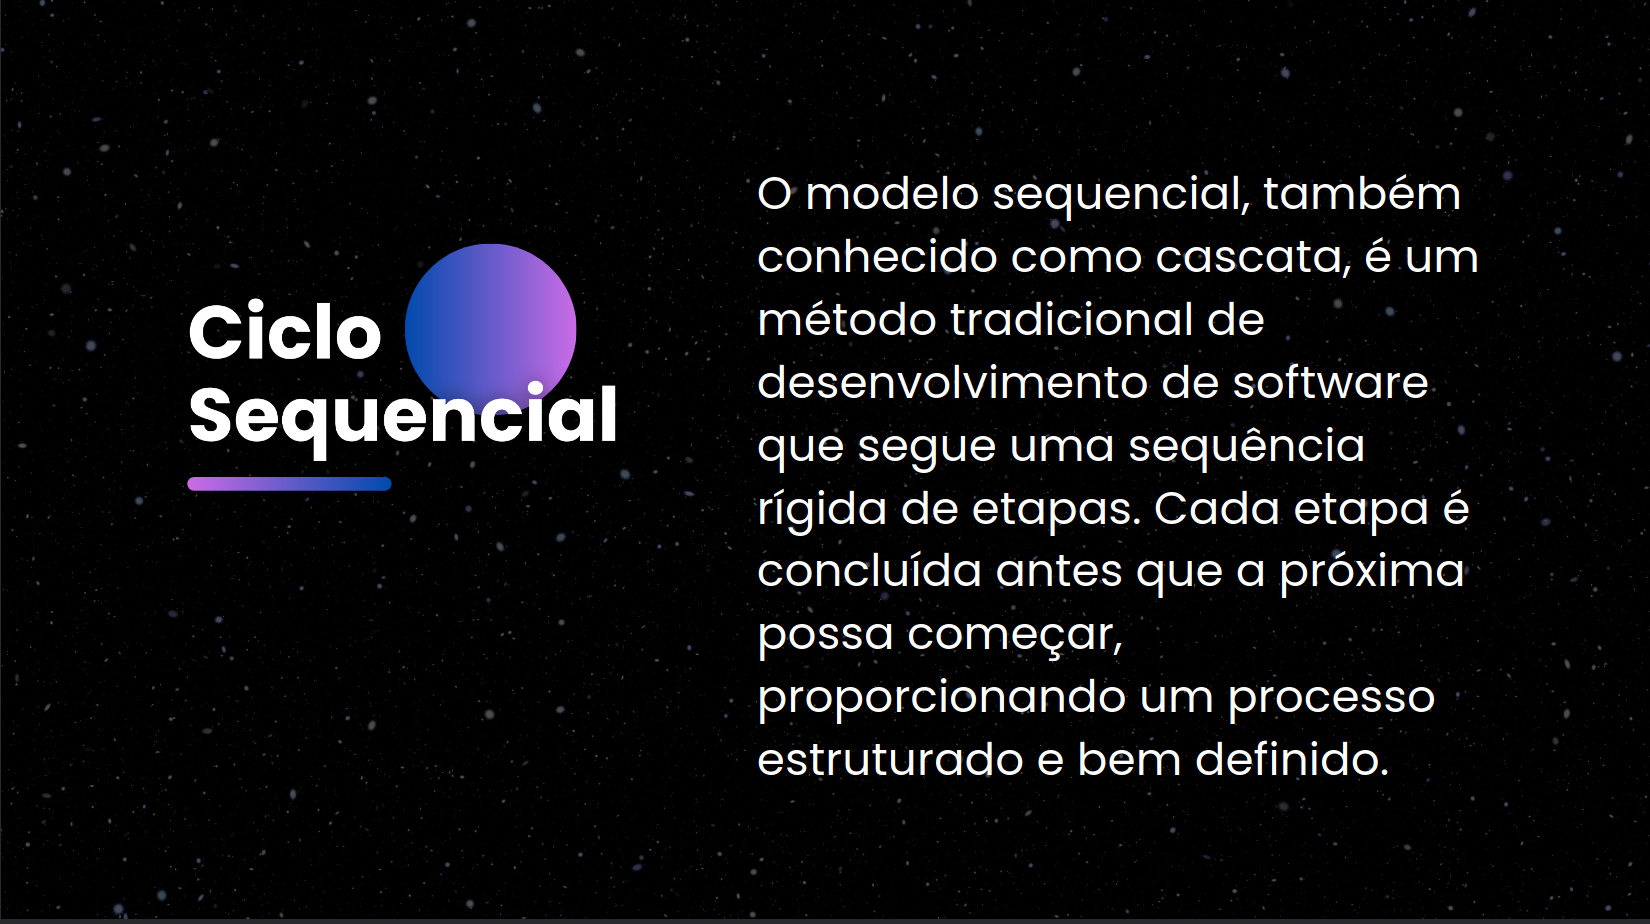 Ciclo
Sequencial
O modelo sequencial, também
conhecido como cascata, é um
método tradicional de
desenvolvimento de software
que segue uma sequência
rígida de etapas. Cada etapa é
concluída antes que a próxima
possa começar,
proporcionando um processo
estruturado e bem definido.